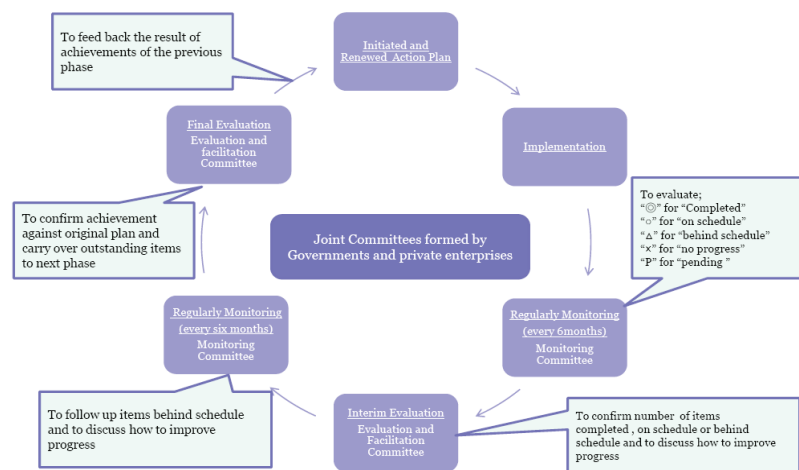 To feed back the result of
achievements of the previous
phase
Initiated and
Renewed Action Plan
Implementation
To evaluate;
“◎” for “Completed”
“○” for “on schedule”
“△” for “behind schedule”
“×” for “no progress”
“P” for “pending ”
Regularly Monitoring
(every 6months)
Monitoring
Committee
To confirm number of items
completed , on schedule or behind
schedule and to discuss how to improve
progress
Interim Evaluation
Evaluation and
Facilitation
Committee
To follow up items behind schedule
and to discuss how to improve
progress
Regularly Monitoring
(every six months)
Monitoring
Committee
To confirm achievement
against original plan and
carry over outstanding items
to next phase
Final Evaluation
Evaluation and
facilitation
Committee
Joint Committees formed by
Governments and private enterprises